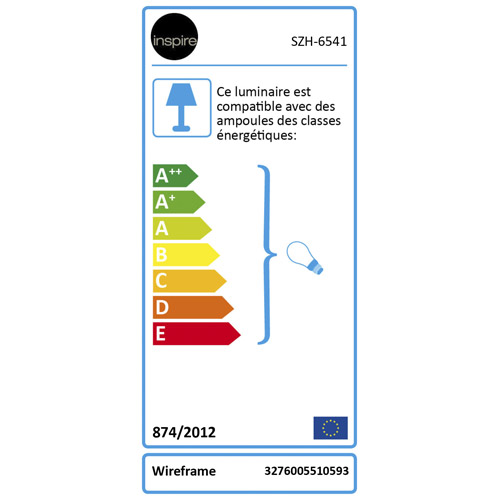 inspire
SZH-6541
Ce luminaire est
compatible avec des
ampoules des classes
énergétiques:
A++
A+
A
B
C
D
E
874/2012
Wireframe 3276005510593